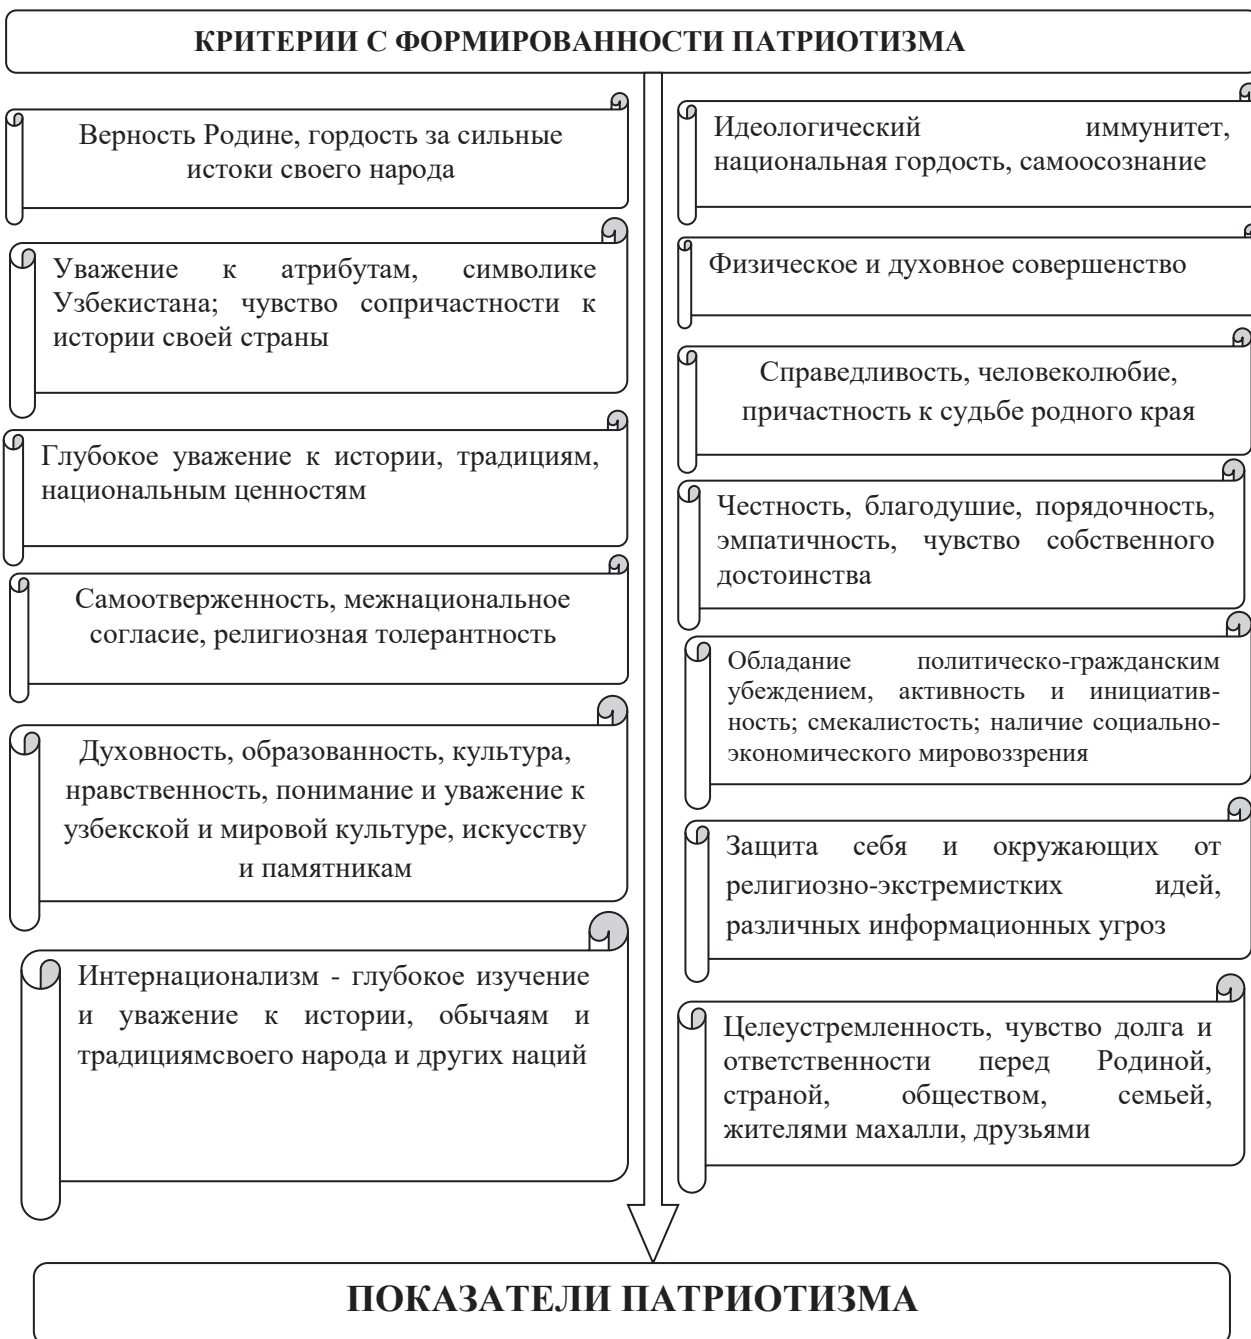 КРИТЕРИИ С ФОРМИРОВАННОСТИ ПАТРИОТИЗМА
Верность Родине, гордость за сильные
истоки своего народа
Уважение к атрибутам, символике
Узбекистана; чувство сопричастности к
истории своей страны
Глубокое уважение к истории, традициям,
национальным ценностям
Самоотверженность, межнациональное
согласие, религиозная толерантность
Духовность, образованность, культура,
нравственность, понимание и уважение к
узбекской и мировой культуре, искусству
и памятникам
Интернационализм - глубокое изучение
и уважение к истории, обычаям и
традициямсвоего народа и других наций
Идеологический иммунитет,
национальная гордость, самоосознание
Физическое и духовное совершенство
Справедливость, человеколюбие,
причастность к судьбе родного края
Честность, благодушие, порядочность,
эмпатичность, чувство собственного
достоинства
Обладание политическо-гражданским
убеждением, активность и инициатив-
ность; смекалистость; наличие социально-
экономического мировоззрения
Защита себя и окружающих от
религиозно-экстремистких идей,
различных информационных угроз
Целеустремленность, чувство долга и
ответственности перед Родиной,
страной, обществом, семьей,
жителями махалли, друзьями
ПОКАЗАТЕЛИ ПАТРИОТИЗМА